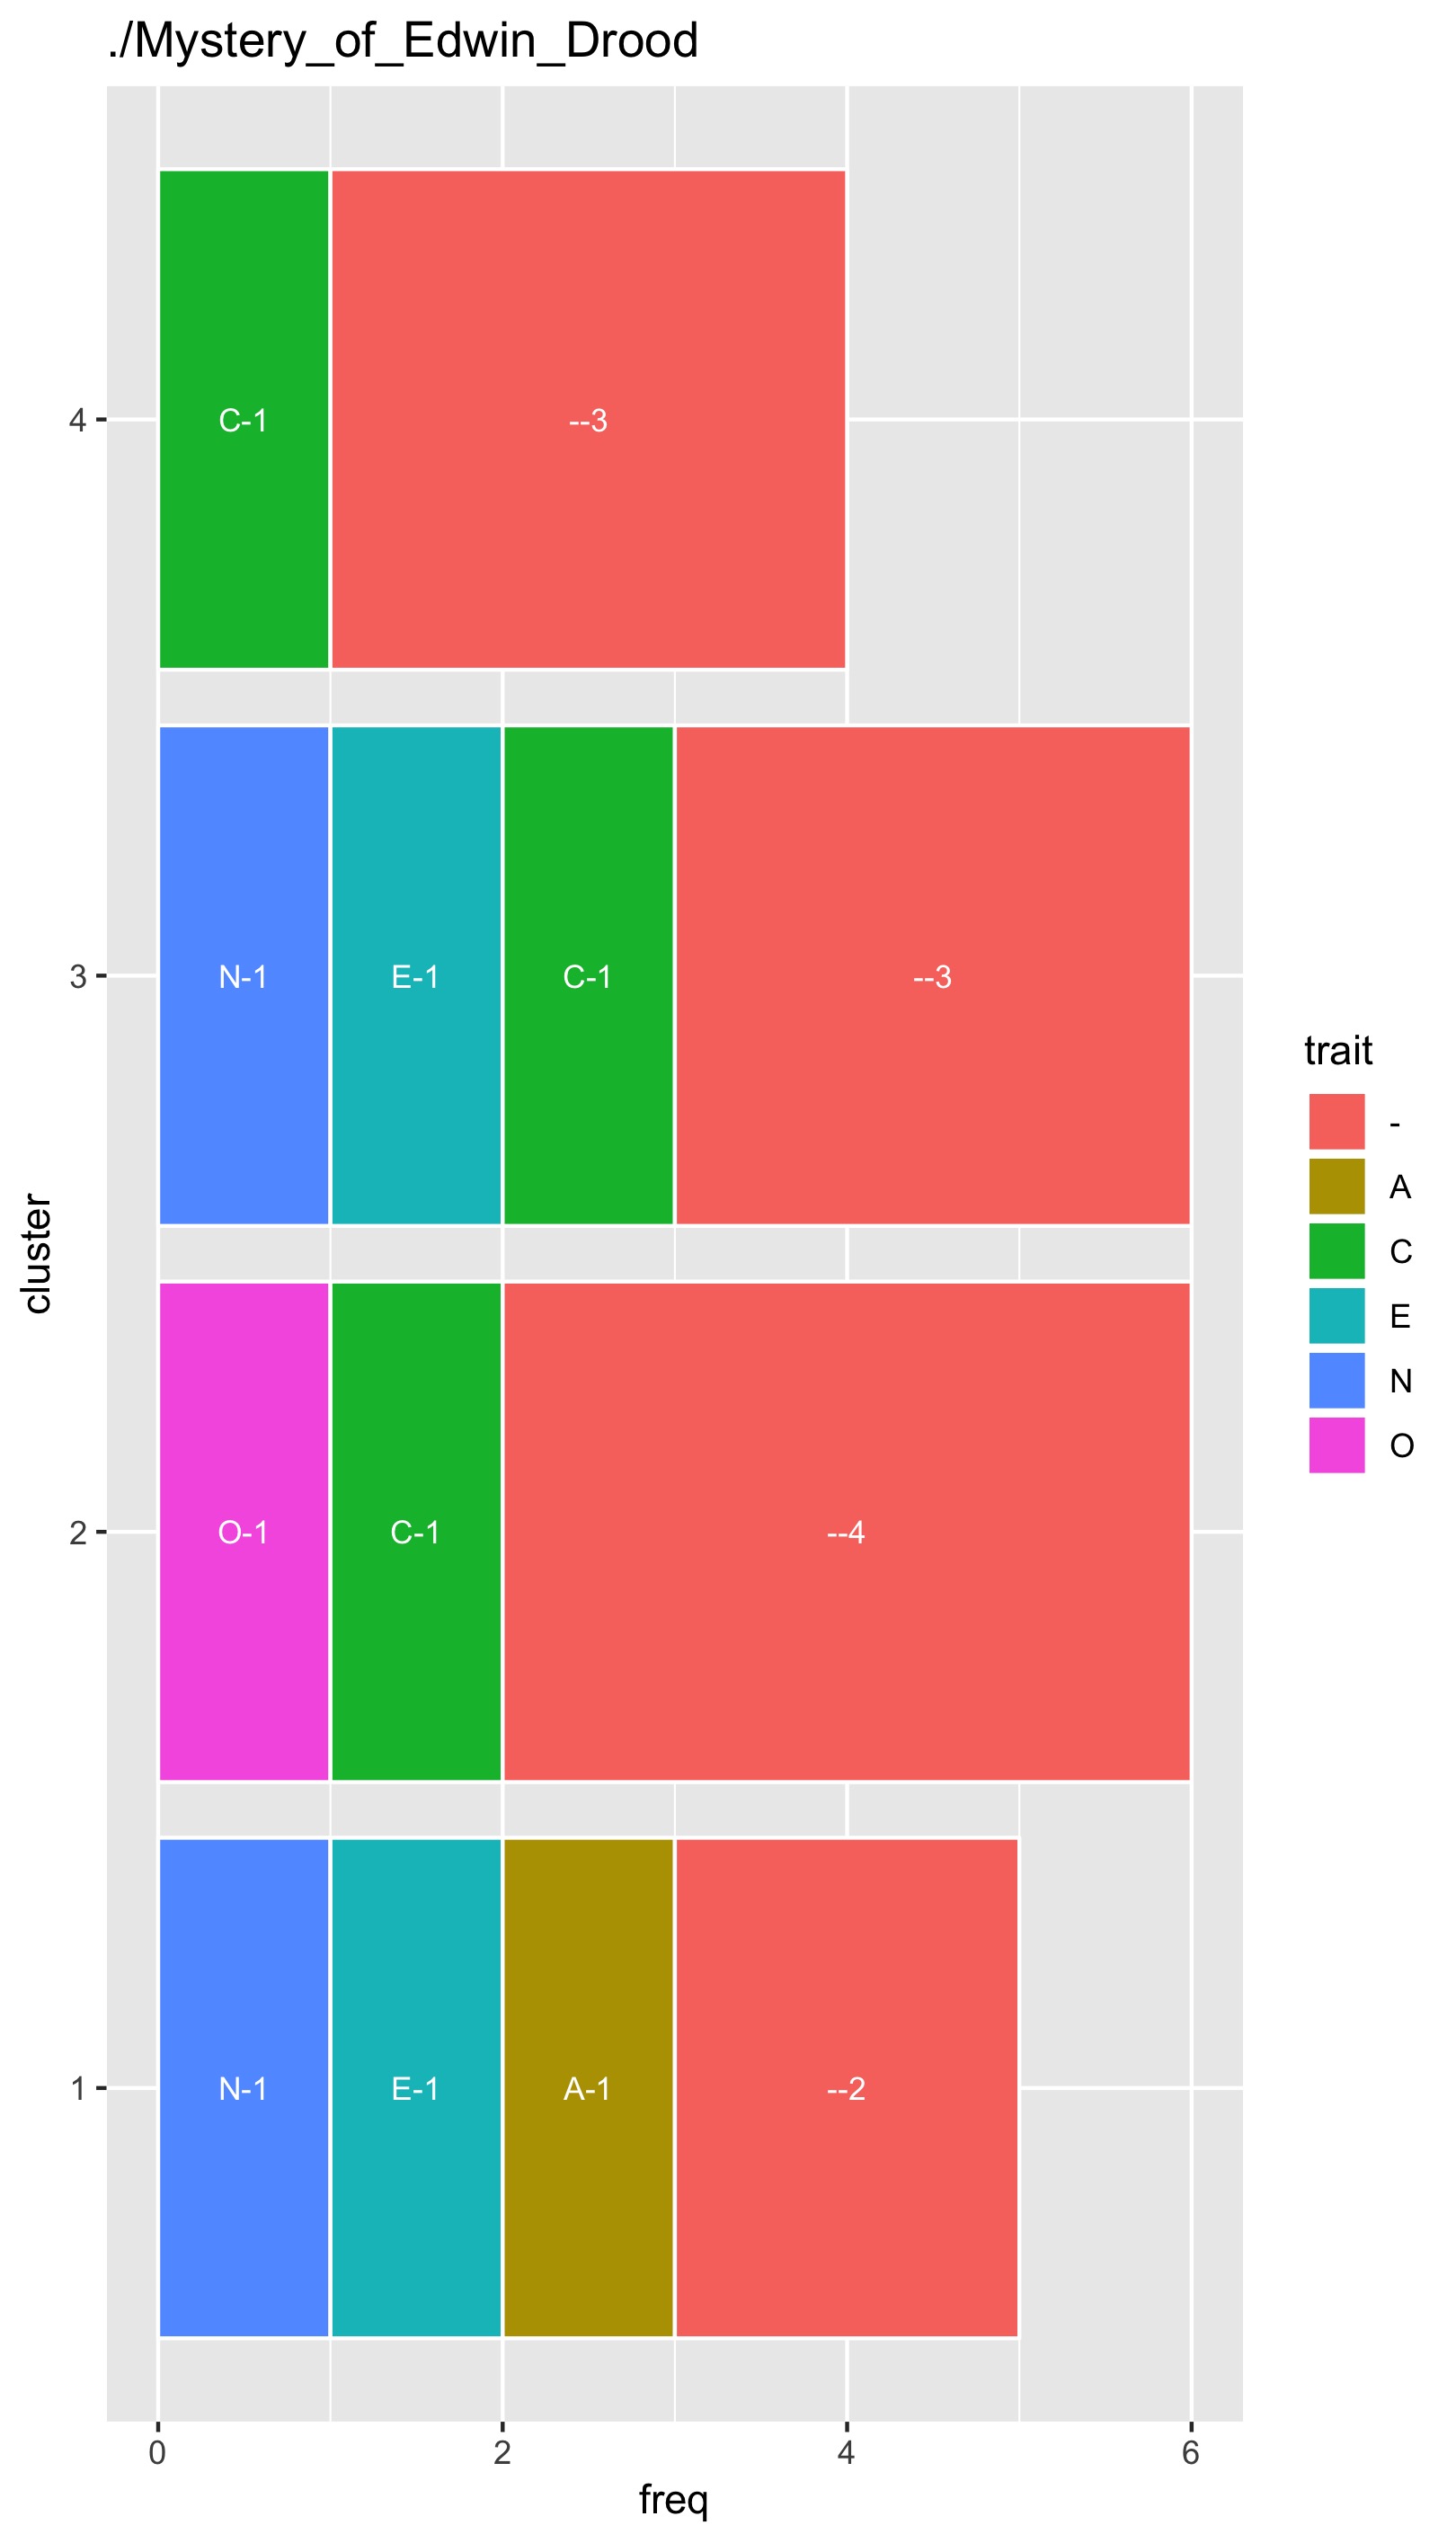 ./Mystery_of_Edwin_Drood
4
C-1 --3
3
N-1 E-1 C-1 --3
cluster
2
O-1 C-1 --4
1
N-1 E-1 A-1 --2
0 2 4 6
freq
trait
-
A
C
E
N
O